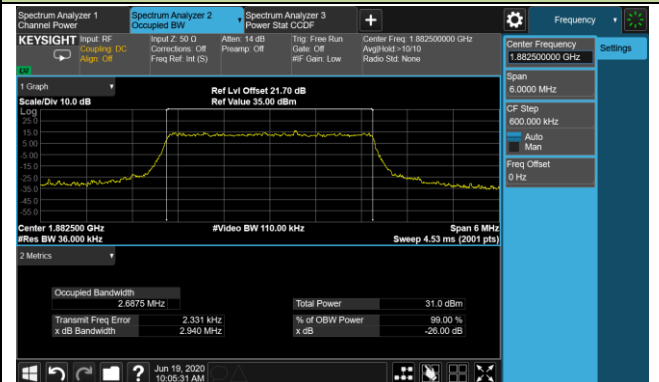 Spectrum Analyzer 1
Channel Power
Spectrum Analyzer 2
Occupied BW
Spectrum Analyzer 3
Power Stat CCDF
+
Frequency
KEYSIGHT
Input: RF
Coupling: DC
Align: Off
Input Z: 50 Ω
Corrections: Off
Freq Ref: Int (S)
Atten: 14 dB
Preamp: Off
Trig: Free Run
Gate: Off
#IF Gain: Low
Center Freq: 1.882500000 GHz
Avg|Hold:>10/10
Radio Std: None
Center Frequency
1.882500000 GHz
Settings
Span
6.0000 MHz
CF Step
600.000 kHz
Auto
Man
Freq Offset
0 Hz
1 Graph
Scale/Div 10.0 dB
Ref Lvl Offset 21.70 dB
Ref Value 35.00 dBm
Log
25.0
15.0
5.00
-5.00
-15.0
-25.0
-35.0
-45.0
-55.0
Center 1.882500 GHz
#Video BW 110.00 kHz
Span 6 MHz
#Res BW 36.000 kHz
Sweep 4.53 ms (2001 pts)
2 Metrics
Occupied Bandwidth
2.6875 MHz
Total Power
31.0 dBm
Transmit Freq Error
2.331 kHz
% of OBW Power
99.00 %
x dB Bandwidth
2.940 MHz
x dB
-26.00 dB
?
Jun 19, 2020
10:05:31 AM